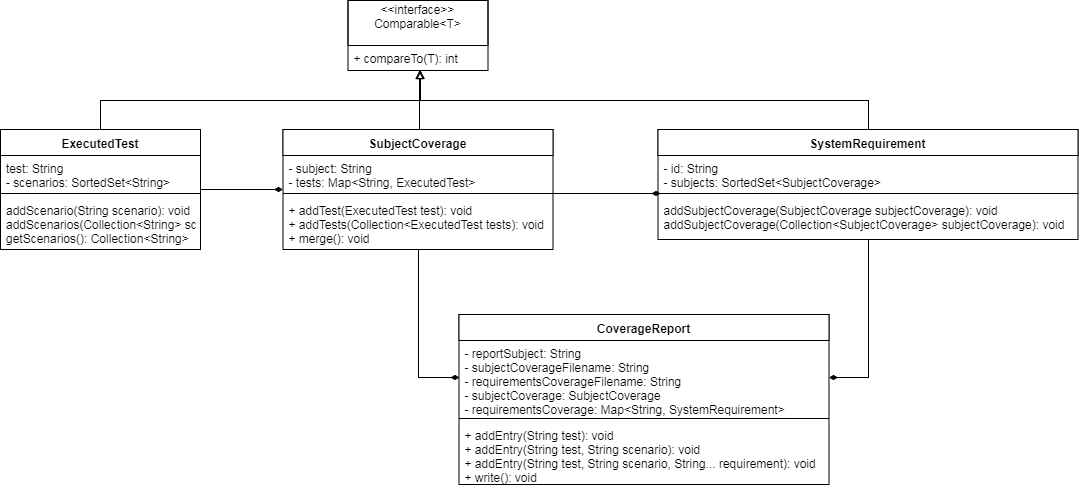 <<interface>>
Comparable<T>
+ compareTo(T): int
ExecutedTest
test: String
- scenarios: SortedSet<String>
addScenario(String scenario): void
addScenarios(Collection<String> sc
getScenarios(): Collection<String>
SubjectCoverage
- subject: String
- tests: Map<String, ExecutedTest>
+ addTest(ExecutedTest test): void
+ addTests(Collection<ExecutedTest tests): void
+ merge(): void
SystemRequirement
- id: String
- subjects: SortedSet<SubjectCoverage>
addSubjectCoverage(SubjectCoverage subjectCoverage): void
addSubjectCoverage(Collection<SubjectCoverage> subjectCoverage): void
CoverageReport
- reportSubject: String
- subjectCoverageFilename: String
- requirementsCoverageFilename: String
- subjectCoverage: SubjectCoverage
- requirementsCoverage: Map<String, SystemRequirement>
+ addEntry(String test): void
+ addEntry(String test, String scenario): void
+ addEntry(String test, String scenario, String... requirement): void
+ write(): void